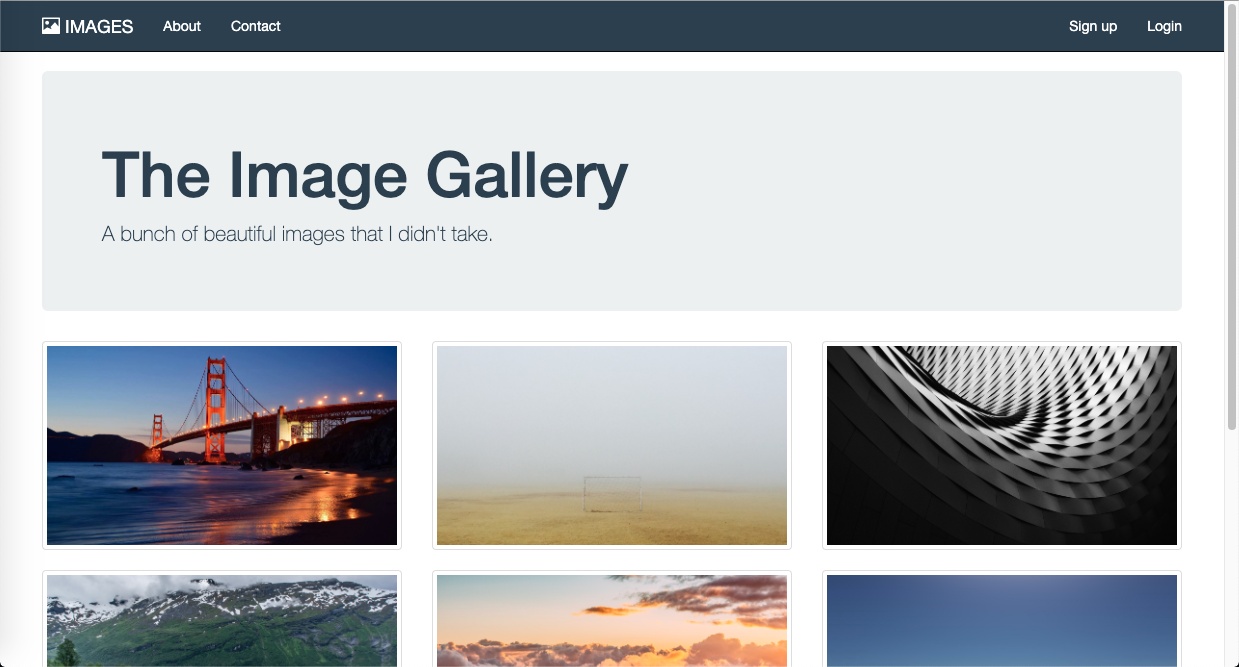 IMAGES About Contact Sign up Login
The Image Gallery
A bunch of beautiful images that I didn't take.